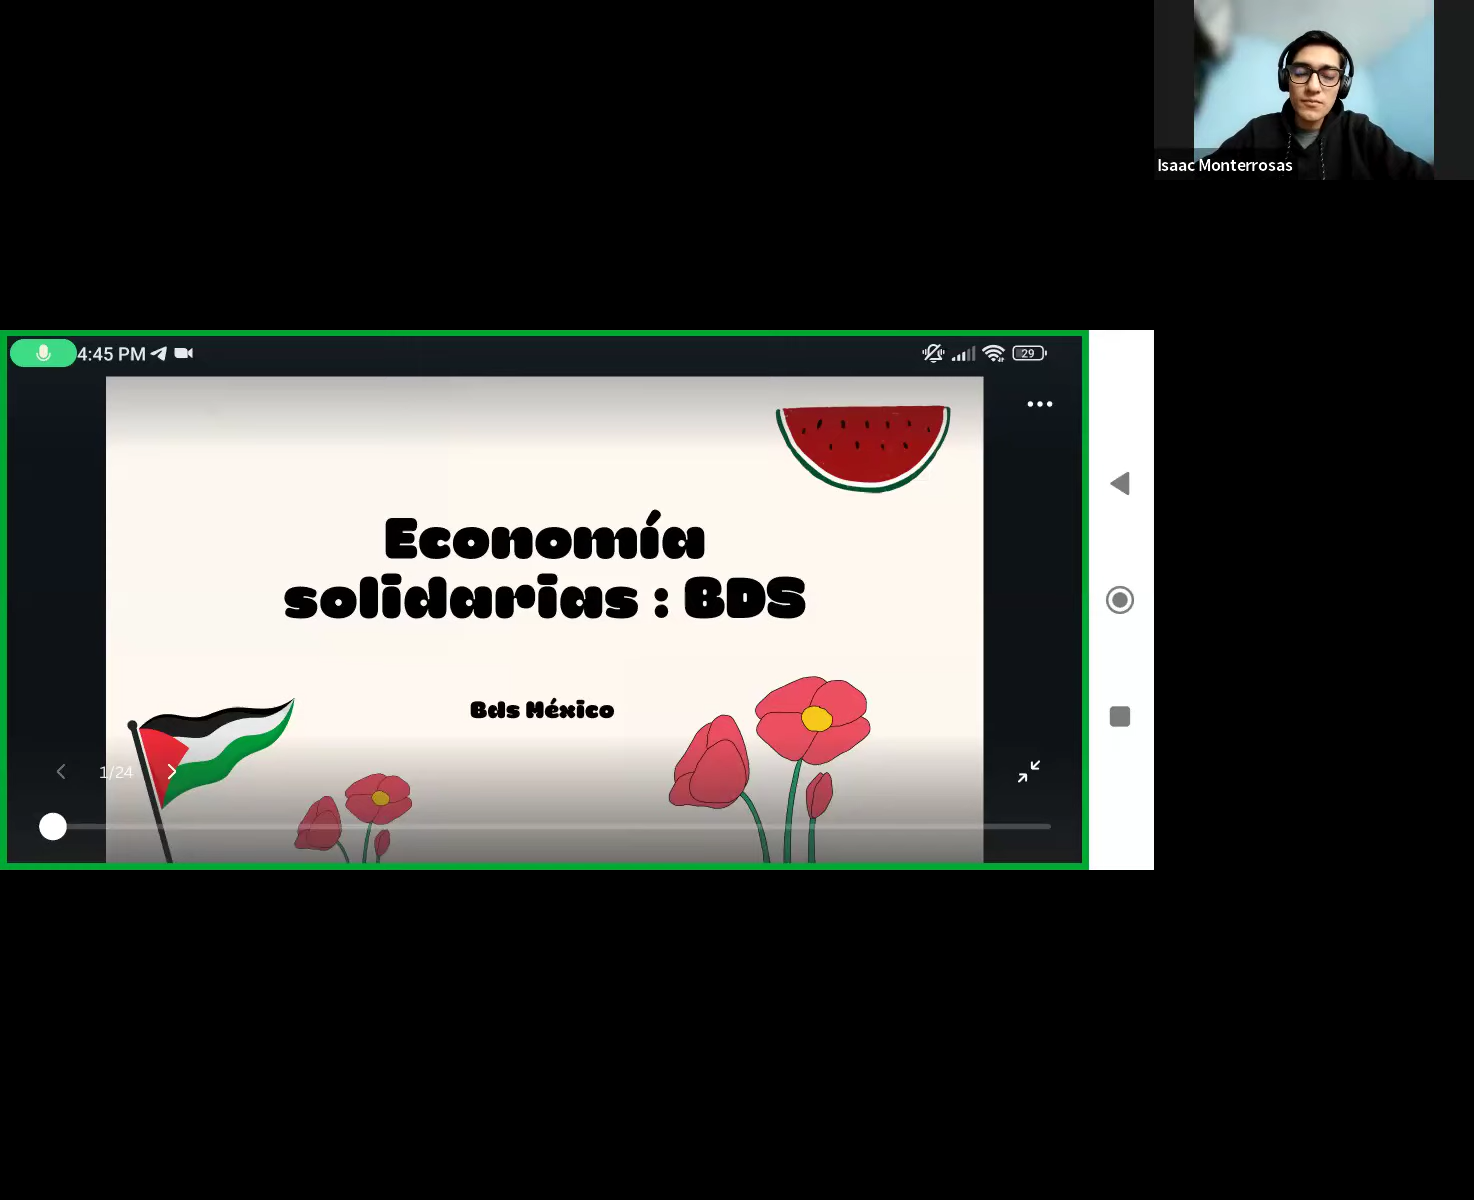 Isaac Monterrosas
4:45 PM
29
Economía
solidarias : BDS
Bds México
1/24